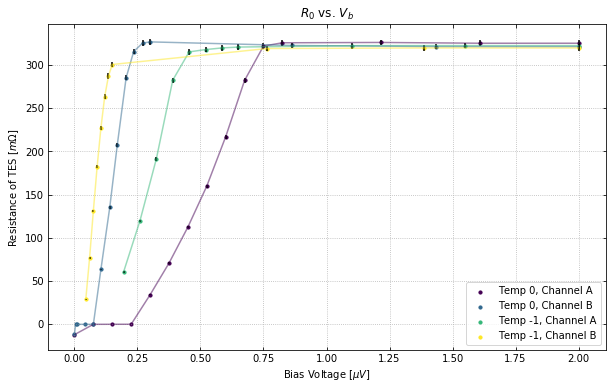 R₀ vs. V_b
Resistance of TES [mΩ]
300
250
200
150
100
50
0
0.00 0.25 0.50 0.75 1.00 1.25 1.50 1.75 2.00
Bias Voltage [μV]
Temp 0, Channel A
Temp 0, Channel B
Temp -1, Channel A
Temp -1, Channel B